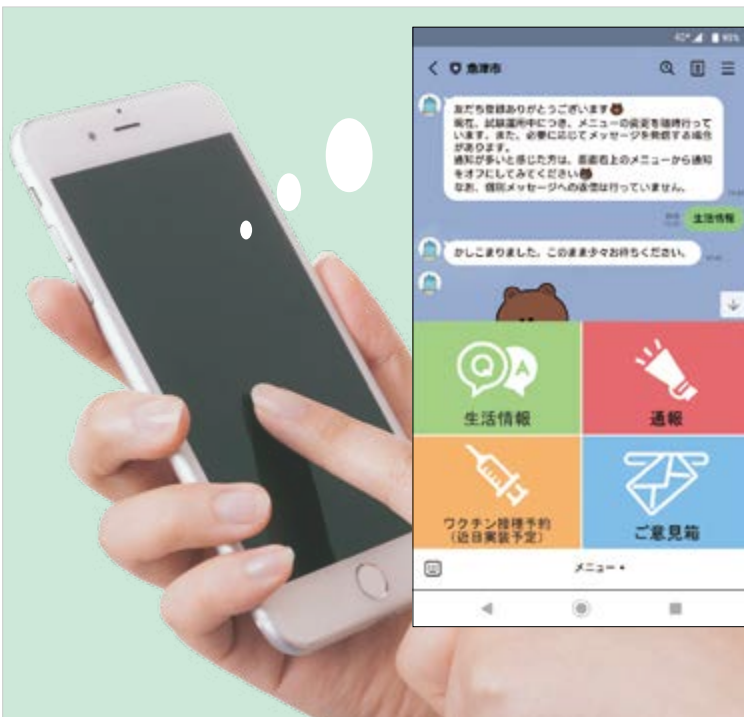 魚津市
友だち登録ありがとうございます
現在、試験運用中につき、メニューの変更を随時行って
います。また、必要に応じてメッセージを発信する場合
があります。
通知が多いと感じた方は、画面右上のメニューから通知
をオフにしてみてください
なお、個別メッセージへの返信は行っていません。
生活情報
かしこまりました。このまま少々お待ちください。
Q A
生活情報
通報
ワクチン接種予約
(近日実装予定)
ご意見箱
メニュー